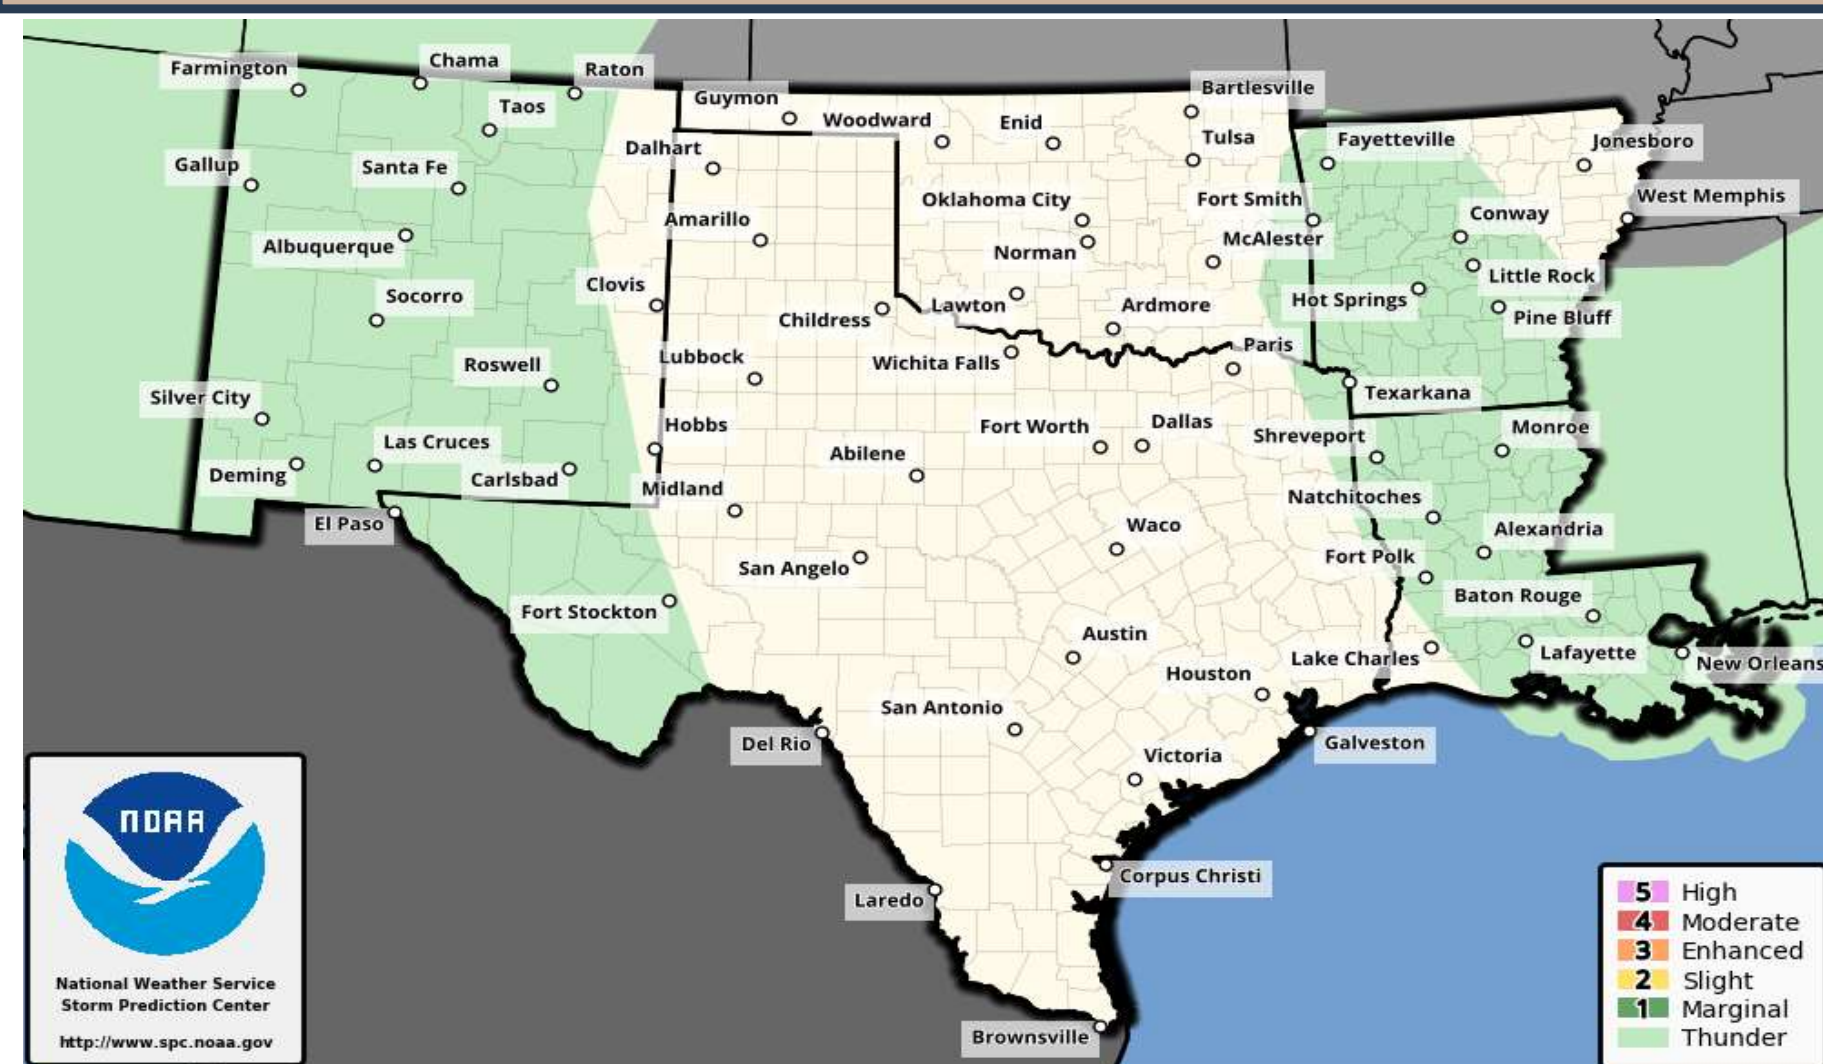 Farmington
Chama
Raton
Taos
Guymon
Woodward
Enid
Bartlesville
Tulsa
Fayetteville
Jonesboro
Gallup
Santa Fe
Dalhart
Oklahoma City
Fort Smith
West Memphis
Conway
Albuquerque
Amarillo
Norman
McAlester
Little Rock
Socorro
Clovis
Childress
Lawton
Ardmore
Hot Springs
Pine Bluff
Roswell
Lubbock
Wichita Falls
Paris
Silver City
Texarkana
Las Cruces
Hobbs
Fort Worth
Dallas
Shreveport
Monroe
Deming
Carlsbad
Midland
Abilene
Natchitoches
El Paso
Waco
Alexandria
San Angelo
Fort Polk
Fort Stockton
Baton Rouge
Austin
Lake Charles
Lafayette
New Orleans
Houston
San Antonio
Del Rio
Galveston
Victoria
Laredo
Corpus Christi
Brownsville
NOAA
National Weather Service
Storm Prediction Center
http://www.spc.noaa.gov
5 High
4 Moderate
3 Enhanced
2 Slight
1 Marginal
Thunder